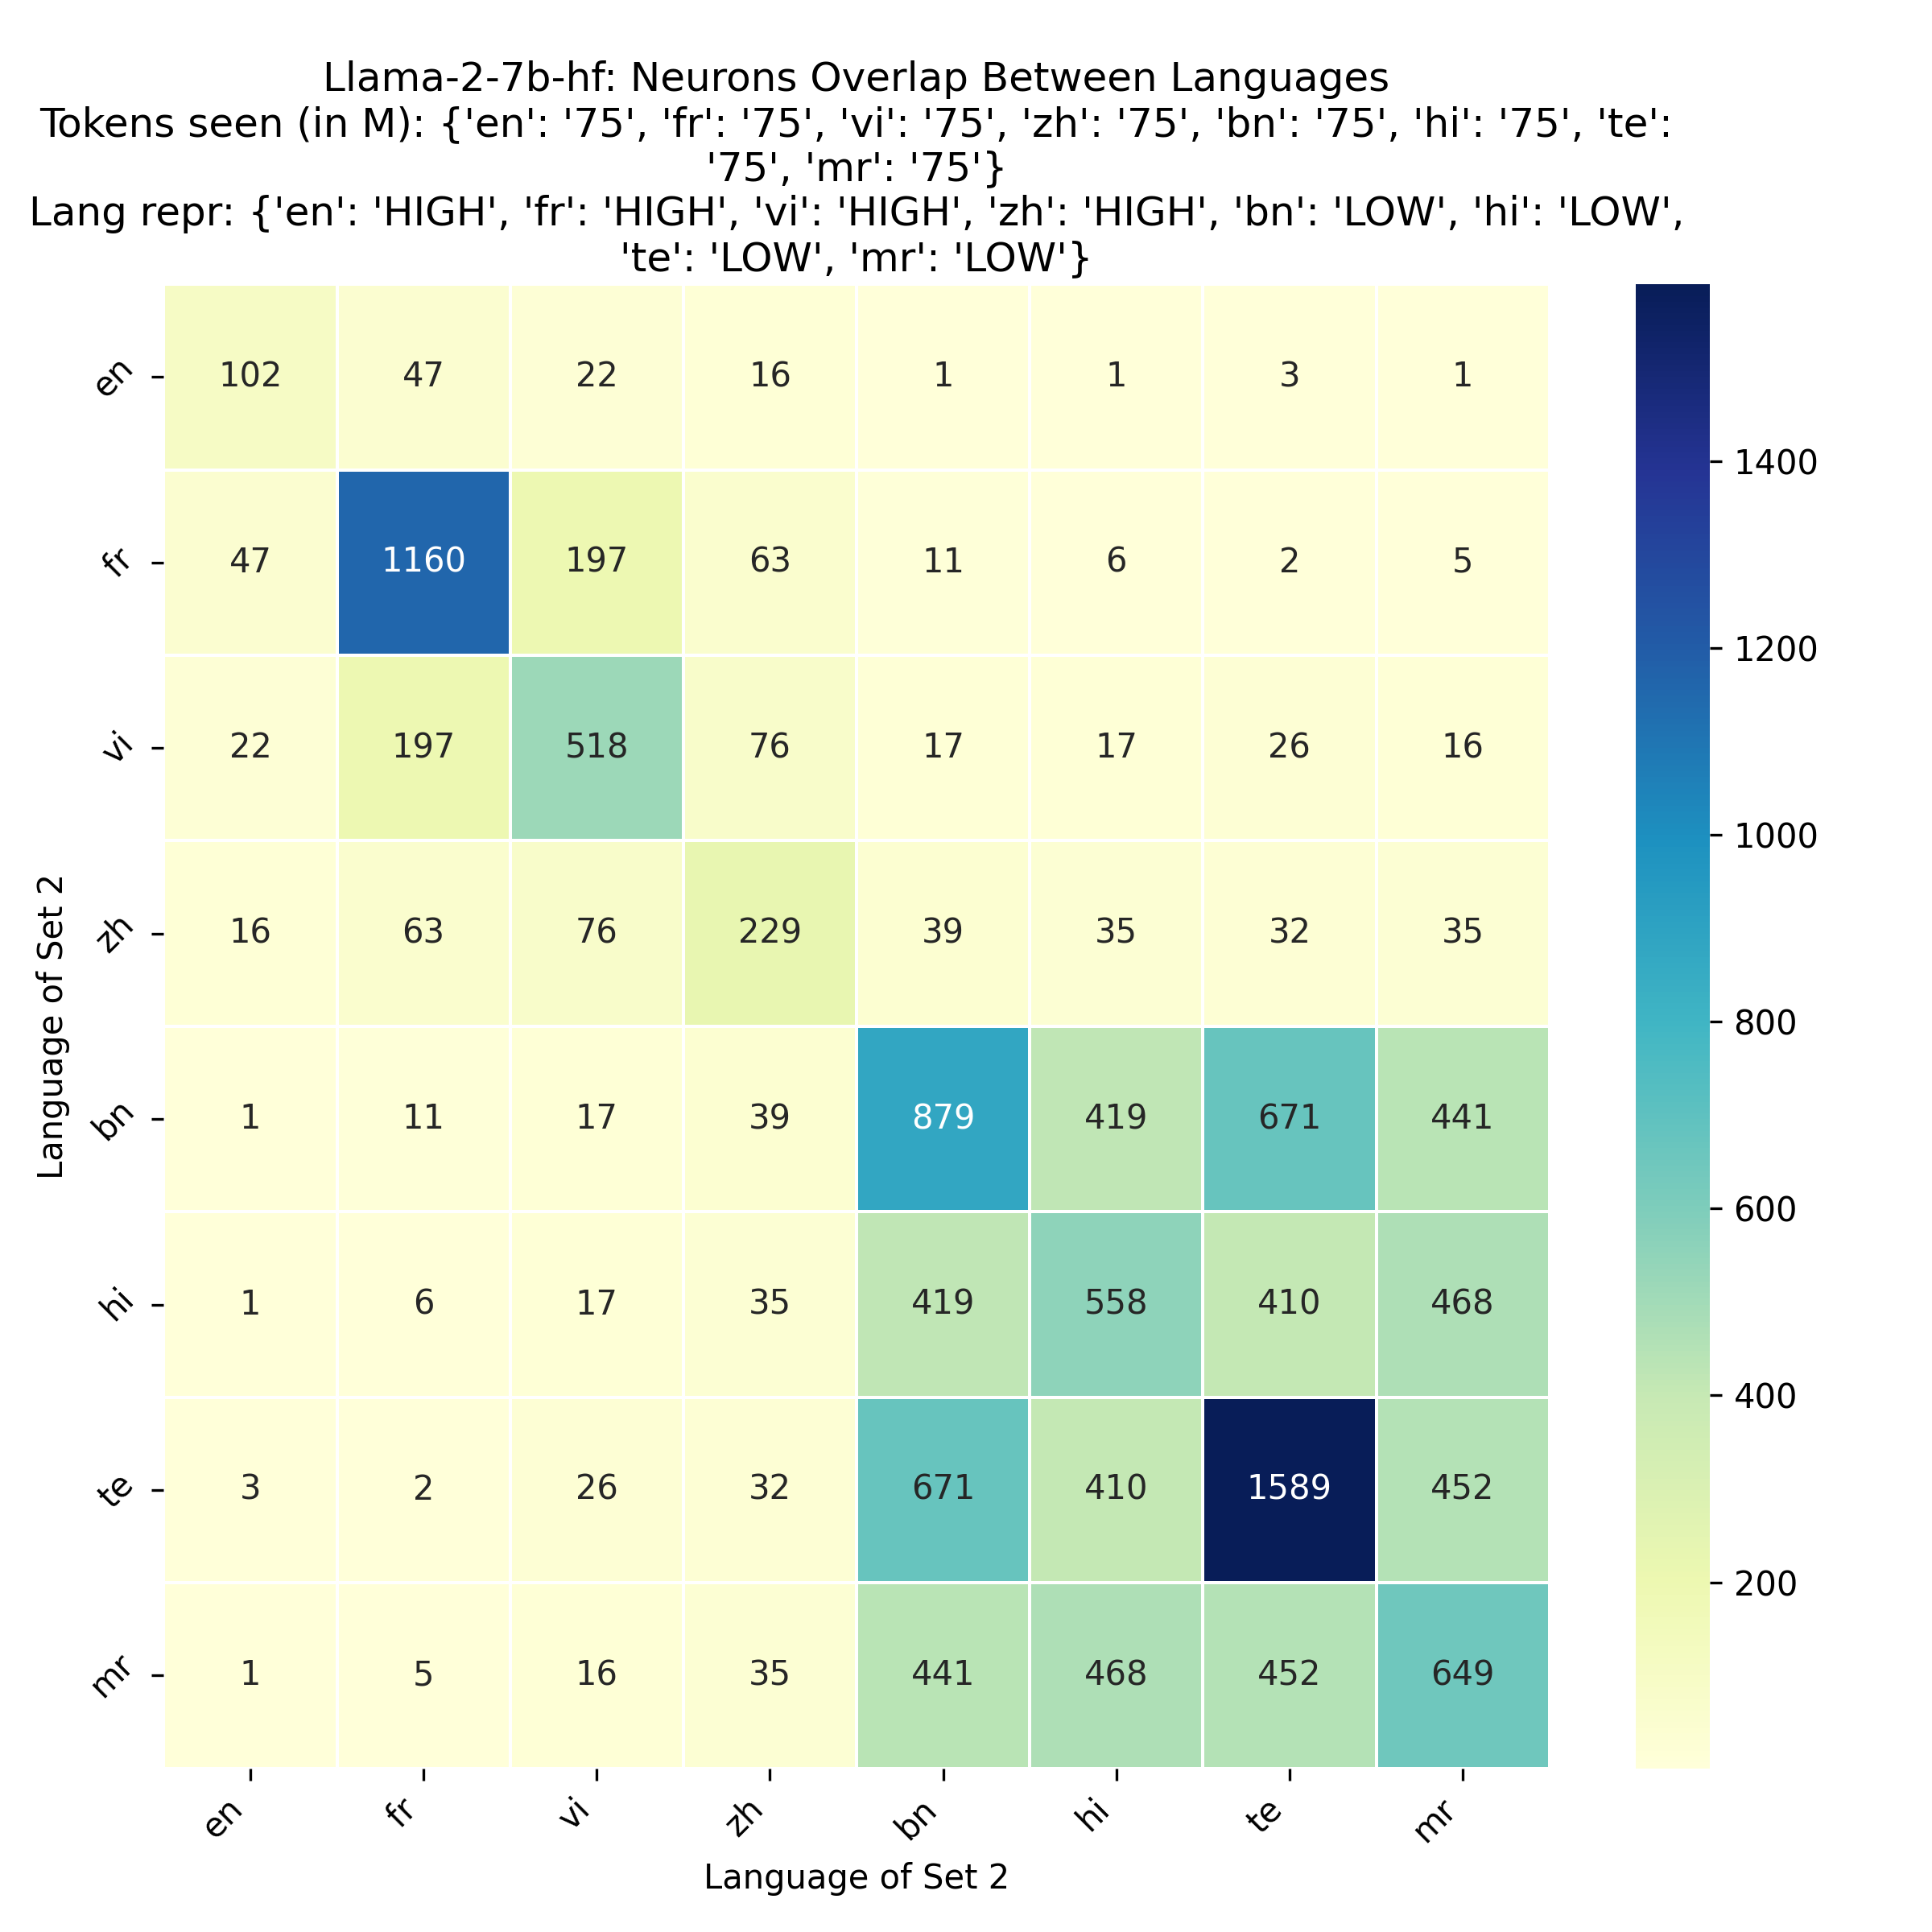 Llama-2-7b-hf: Neurons Overlap Between Languages
Tokens seen (in M): {'en': '75', 'fr': '75', 'vi': '75', 'zh': '75', 'bn': '75', 'hi': '75', 'te':
'75', 'mr': '75'}
Lang repr: {'en': 'HIGH', 'fr': 'HIGH', 'vi': 'HIGH', 'zh': 'HIGH', 'bn': 'LOW', 'hi': 'LOW',
'te': 'LOW', 'mr': 'LOW'}
en 102 47 22 16 1 1 3 1
fr 47 1160 197 63 11 6 2 5
vi 22 197 518 76 17 17 26 16
zh 16 63 76 229 39 35 32 35
bn 1 11 17 39 879 419 671 441
hi 1 6 17 35 419 558 410 468
te 3 2 26 32 671 410 1589 452
mr 1 5 16 35 441 468 452 649
en fr vi zh bn hi te mr
Language of Set 2
Language of Set 2
1400
1200
1000
800
600
400
200